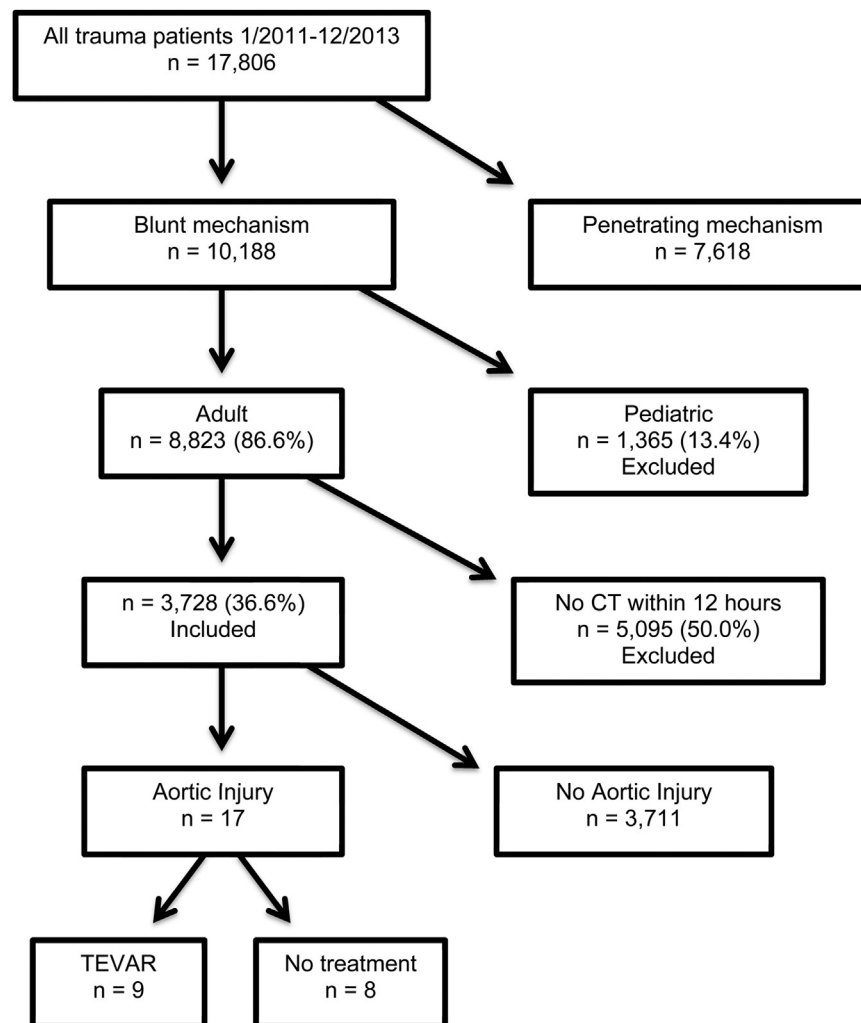 All trauma patients 1/2011-12/2013
n = 17,806
Blunt mechanism
n = 10,188
Penetrating mechanism
n = 7,618
Adult
n = 8,823 (86.6%)
Pediatric
n = 1,365 (13.4%)
Excluded
n = 3,728 (36.6%)
Included
No CT within 12 hours
n = 5,095 (50.0%)
Excluded
Aortic Injury
n = 17
No Aortic Injury
n = 3,711
TEVAR
n = 9
No treatment
n = 8